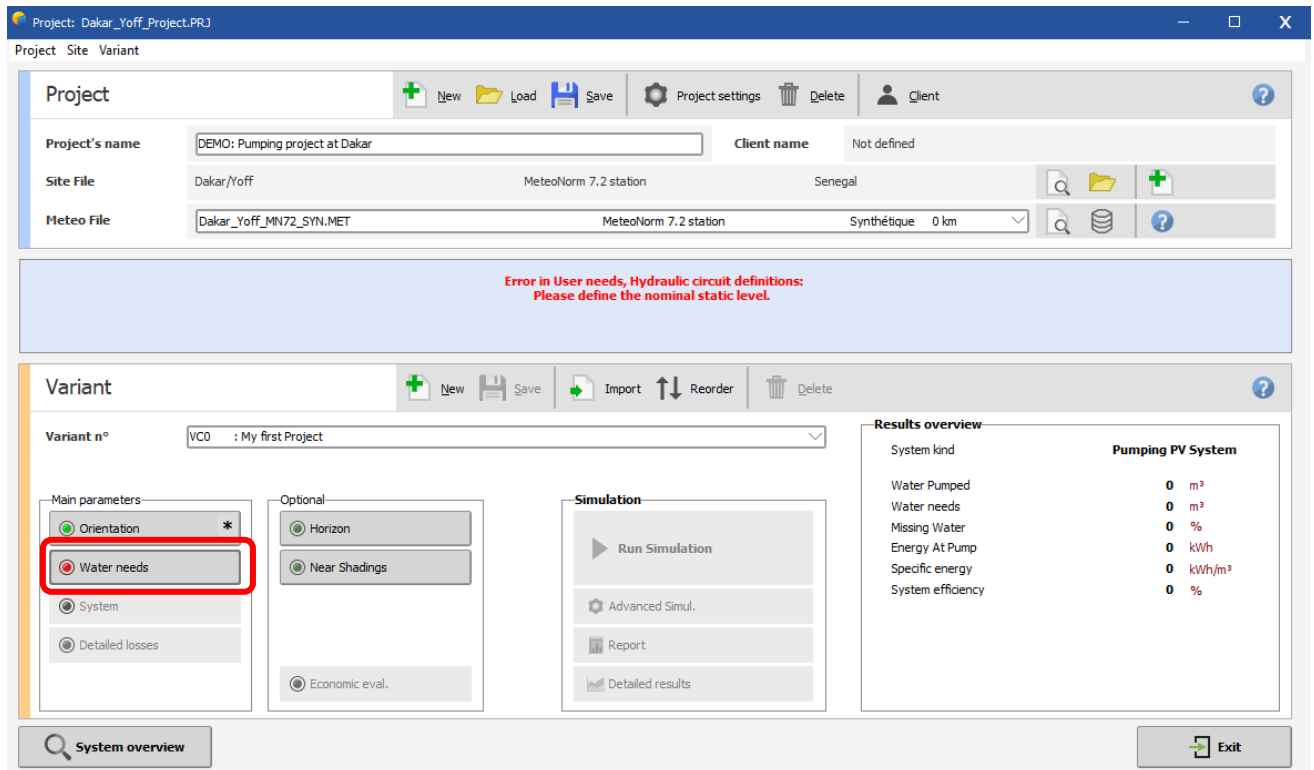 Project: Dakar_Yoff_Project.PRJ
Project Site Variant
Project New Load Save Project settings Delete Client
Project's name DEMO: Pumping project at Dakar Client name Not defined
Site File Dakar/Yoff MeteoNorm 7.2 station Senegal
Meteo File Dakar_Yoff_MN72_SYN.MET MeteoNorm 7.2 station Synthétique 0 km
Error in User needs, Hydraulic circuit definitions:
Please define the nominal static level.
Variant New Save Import Reorder Delete
Variant n° VC0 : My first Project
Main parameters
Orientation *
Water needs
System
Detailed losses
Optional
Horizon
Near Shadings
Economic eval.
Simulation
Run Simulation
Advanced Simul.
Report
Detailed results
Results overview
System kind Pumping PV System
Water Pumped 0 m³
Water needs 0 m³
Missing Water 0 %
Energy At Pump 0 kWh
Specific energy 0 kWh/m³
System efficiency 0 %
System overview
Exit